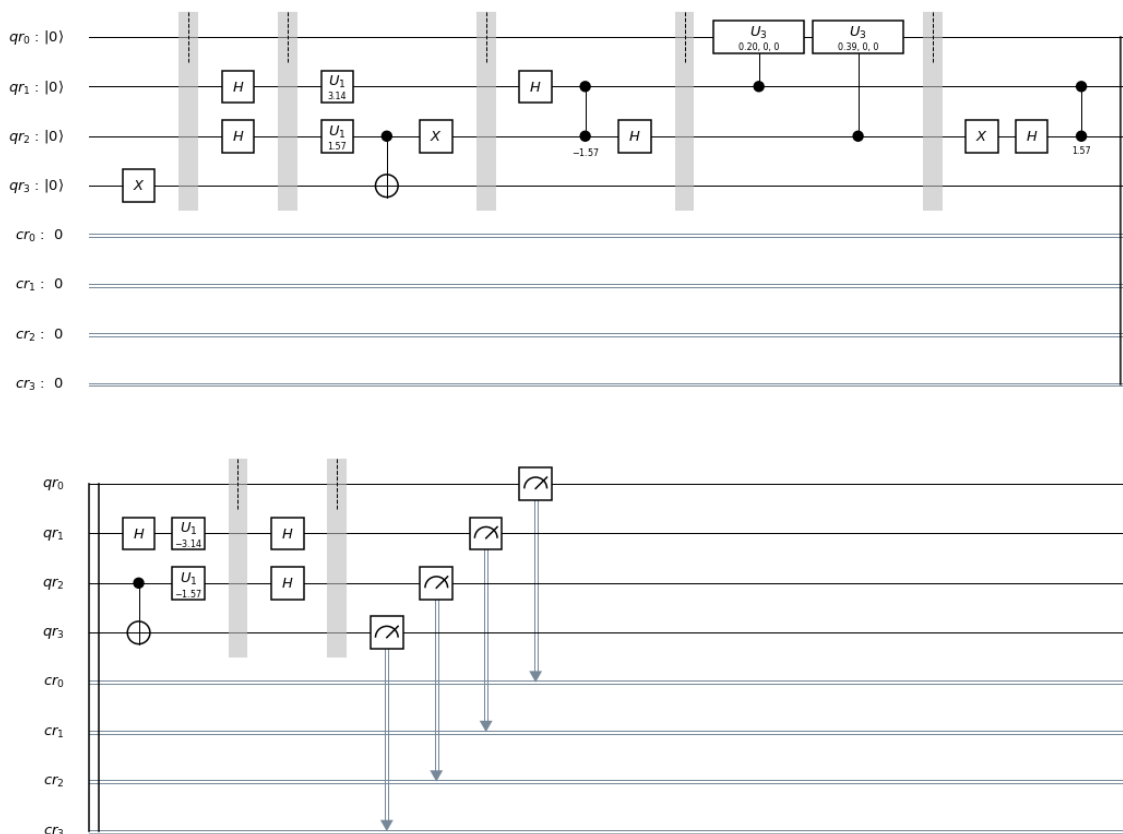 qr₀ : |0⟩ U₃ 0.20, 0, 0 U₃ 0.39, 0, 0
qr₁ : |0⟩ H U₁ 3.14 H
qr₂ : |0⟩ H U₁ 1.57 X −1.57 H X H 1.57
qr₃ : |0⟩ X
cr₀ : 0
cr₁ : 0
cr₂ : 0
cr₃ : 0
qr₀
qr₁ H U₁ −3.14 H
qr₂ U₁ −1.57 H
qr₃
cr₀
cr₁
cr₂
cr₃